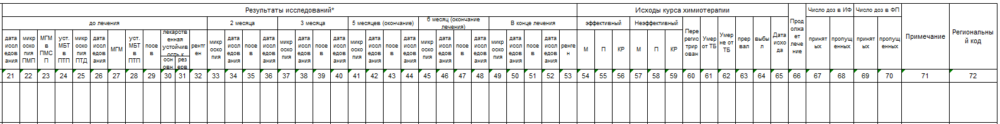 Результаты исследований*
Исходы курса химиотерапии
Продолжает лечение
Число доз в ИФ
Число доз в ФП
Примечание
Региональный код
до лечения
2 месяца
3 месяца
5 месяцев (окончание)
6 месяц (окончание лечения)
В конце лечения
эффективный
Неэффективный
Перерегистрирован
Умер от ТБ
Умер не от ТБ
прервал
выбыл
Дата исхода
принятых
пропущенных
принятых
пропущенных
дата исследования
микроскопия ПМП
МГМ в ПМСП
уст. МБТ в ПТП
микроскопия ПТД
дата исследования
МГМ
уст. МБТ в ПТП
посев
лекарственная устойчивость к
осн
овн
рез
ерв
рентген
микроскопия
дата исследования
посев
дата исследования
микроскопия
дата исследования
посев
дата исследования
микроскопия
дата исследования
посев
дата исследования
микроскопия
дата исследования
посев
дата исследования
микроскопия
дата исследования
посев
дата исследования
ренген
М
П
КР
М
П
КР
21 22 23 24 25 26 27 28 29 30 31 32 33 34 35 36 37 38 39 40 41 42 43 44 45 46 47 48 49 50 51 52 53 54 55 56 57 58 59 60 61 62 63 64 65 66 67 68 69 70 71 72